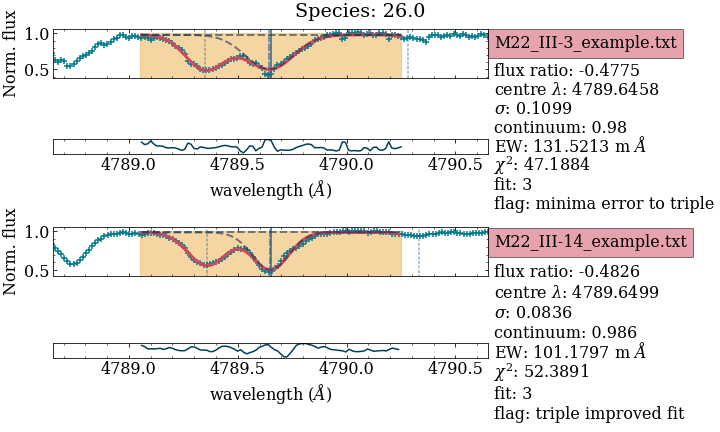 Species: 26.0
Norm. flux
1.0
0.5
M22_III-3_example.txt
flux ratio: -0.4775
centre λ: 4789.6458
σ: 0.1099
continuum: 0.98
EW: 131.5213 m Å
χ²: 47.1884
fit: 3
flag: minima error to triple
4789.0 4789.5 4790.0 4790.5
wavelength (Å)
Norm. flux
1.0
0.5
M22_III-14_example.txt
flux ratio: -0.4826
centre λ: 4789.6499
σ: 0.0836
continuum: 0.986
EW: 101.1797 m Å
χ²: 52.3891
fit: 3
flag: triple improved fit
4789.0 4789.5 4790.0 4790.5
wavelength (Å)